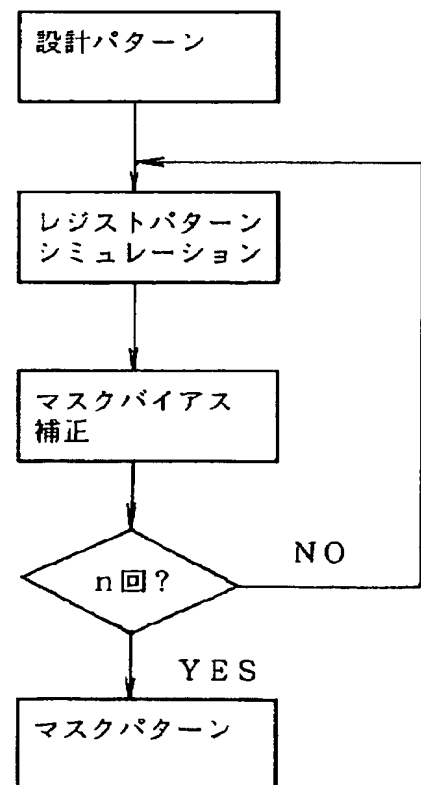 設計パターン
レジストパターン
シミュレーション
マスクバイアス
補正
n回?
NO
YES
マスクパターン